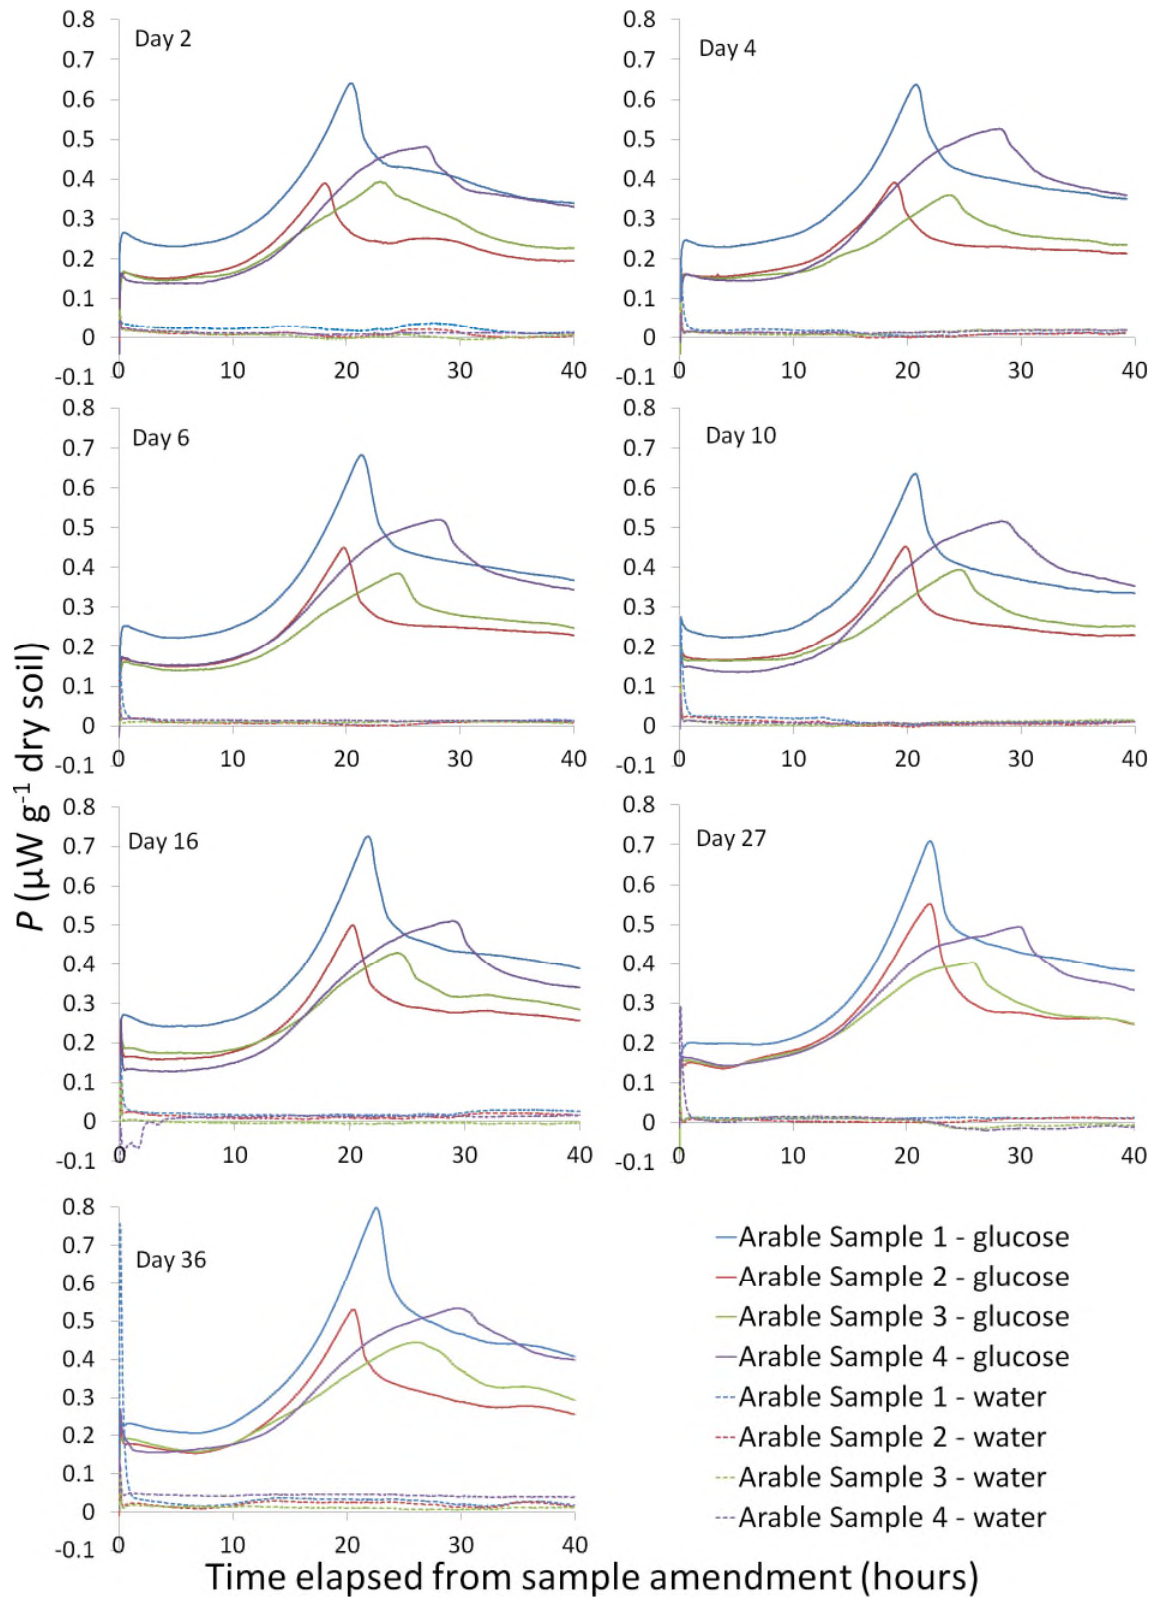 Day 2
0.8
0.7
0.6
0.5
0.4
0.3
0.2
0.1
0
-0.1
0 10 20 30 40
Day 4
0.8
0.7
0.6
0.5
0.4
0.3
0.2
0.1
0
-0.1
0 10 20 30 40
Day 6
0.8
0.7
0.6
0.5
0.4
0.3
0.2
0.1
0
-0.1
0 10 20 30 40
Day 10
0.8
0.7
0.6
0.5
0.4
0.3
0.2
0.1
0
-0.1
0 10 20 30 40
P (µW g⁻¹ dry soil)
Day 16
0.8
0.7
0.6
0.5
0.4
0.3
0.2
0.1
0
-0.1
0 10 20 30 40
Day 27
0.8
0.7
0.6
0.5
0.4
0.3
0.2
0.1
0
-0.1
0 10 20 30 40
Day 36
0.8
0.7
0.6
0.5
0.4
0.3
0.2
0.1
0
-0.1
0 10 20 30 40
Arable Sample 1 - glucose
Arable Sample 2 - glucose
Arable Sample 3 - glucose
Arable Sample 4 - glucose
Arable Sample 1 - water
Arable Sample 2 - water
Arable Sample 3 - water
Arable Sample 4 - water
Time elapsed from sample amendment (hours)